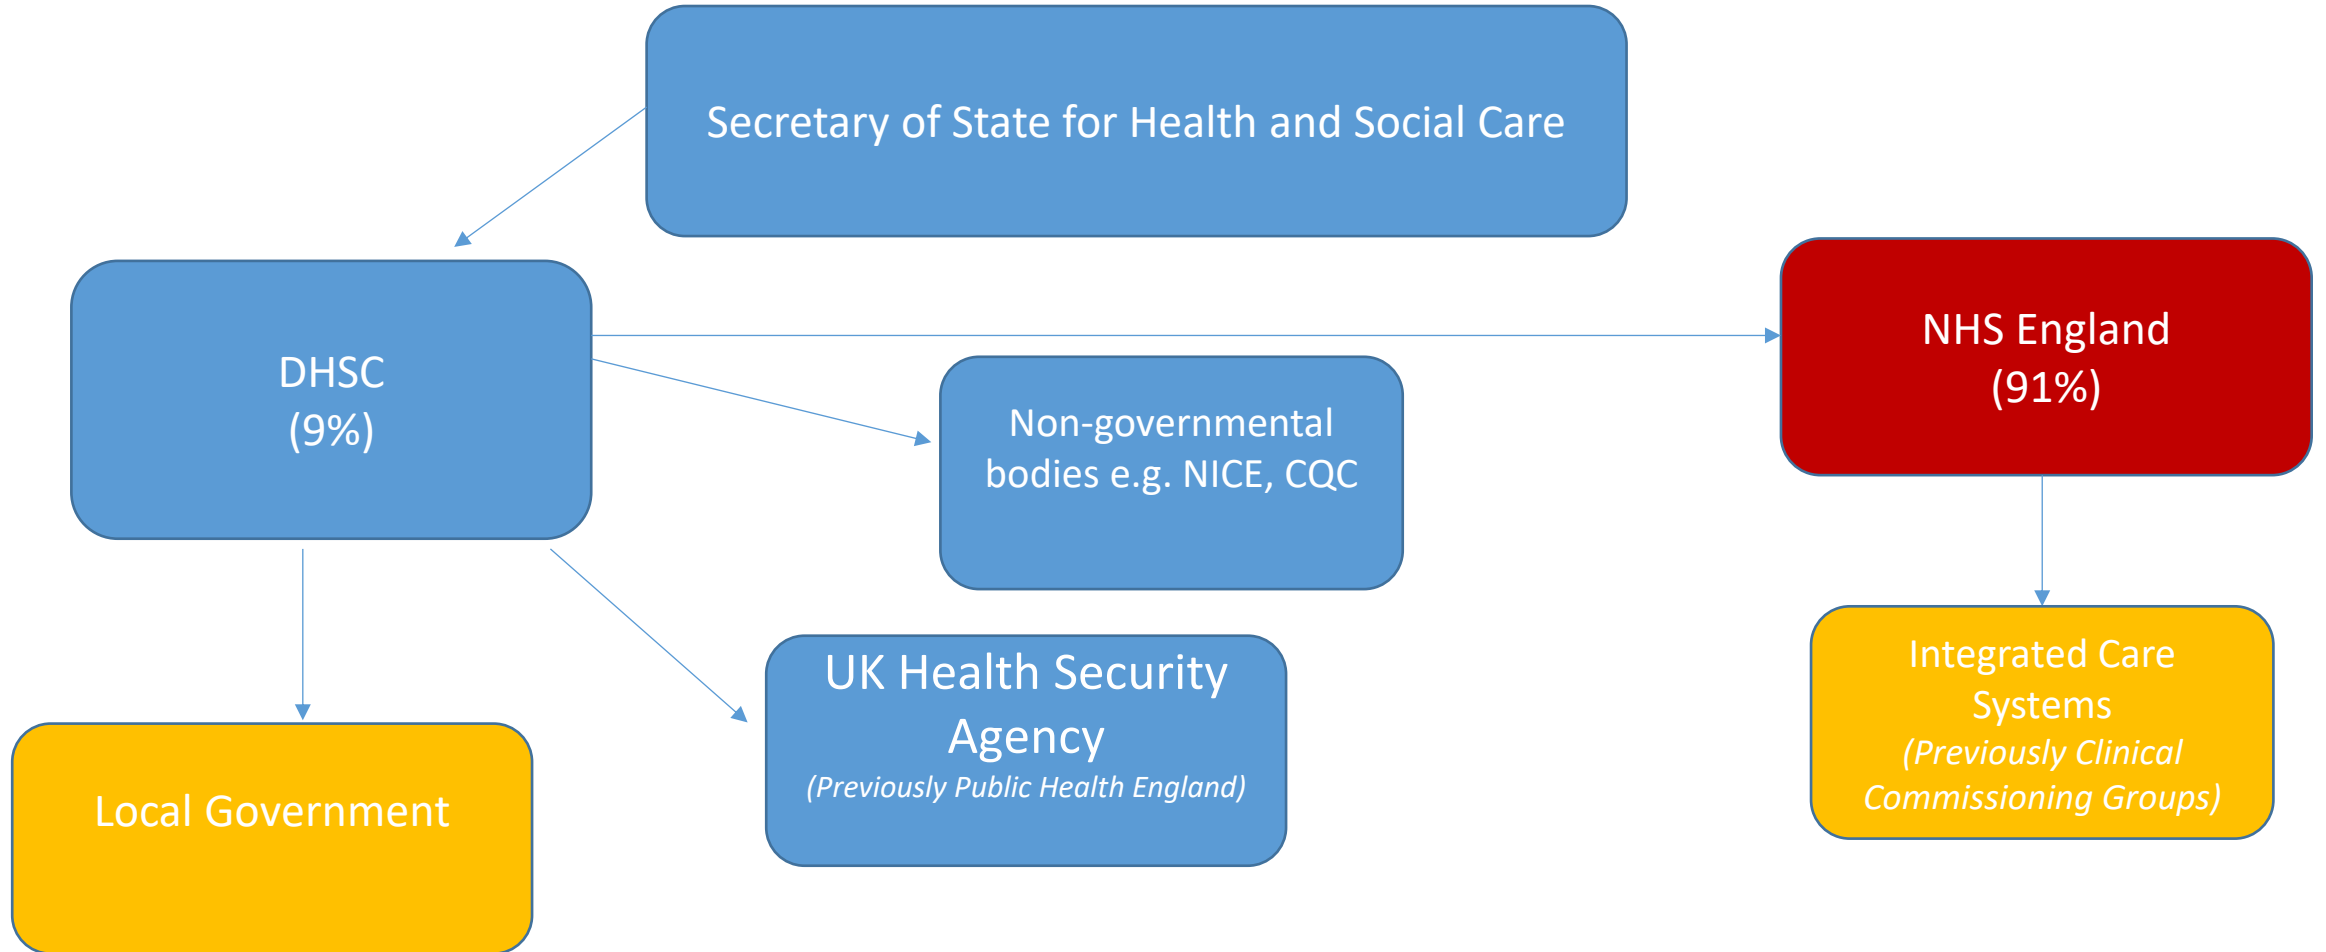 Secretary of State for Health and Social Care
DHSC
(9%)
NHS England
(91%)
Non-governmental
bodies e.g. NICE, CQC
UK Health Security
Agency
(Previously Public Health England)
Integrated Care
Systems
(Previously Clinical
Commissioning Groups)
Local Government